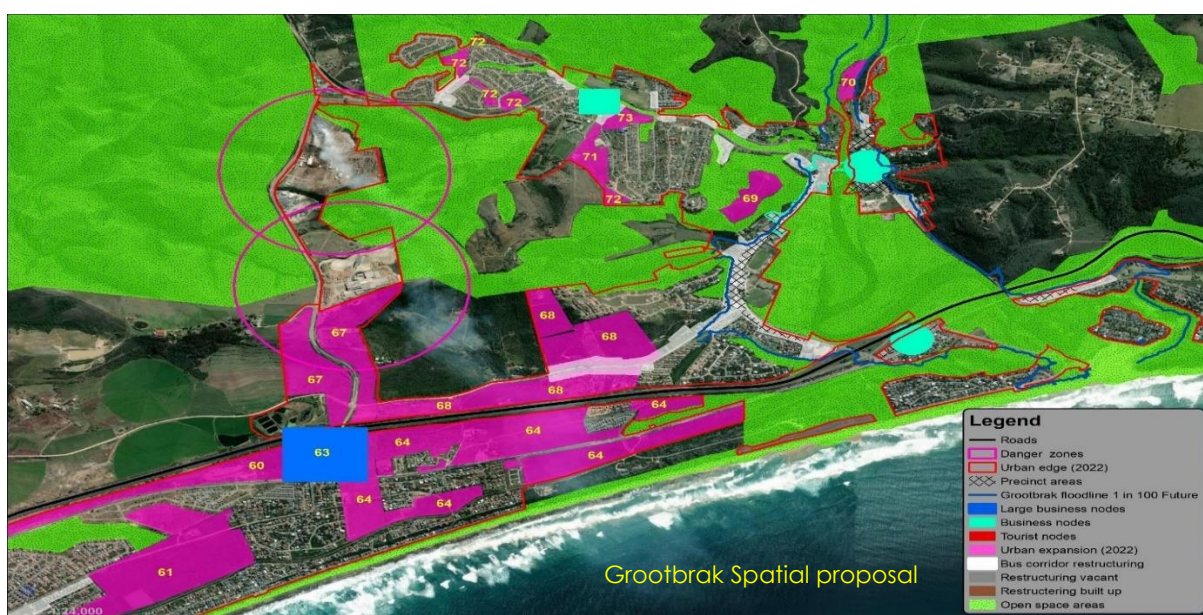 72
72
72
72
70
73
71
72
69
67
68
68
67
68
64
60
63
64
64
64
64
64
61
1:24.000
Grootbrak Spatial proposal
Legend
Roads
Danger zones
Urban edge (2022)
Precinct areas
Grootbrak floodline 1 in 100 Future
Large business nodes
Business nodes
Tourist nodes
Urban expansion (2022)
Bus corridor restructuring
Restructuring vacant
Restructering built up
Open space areas